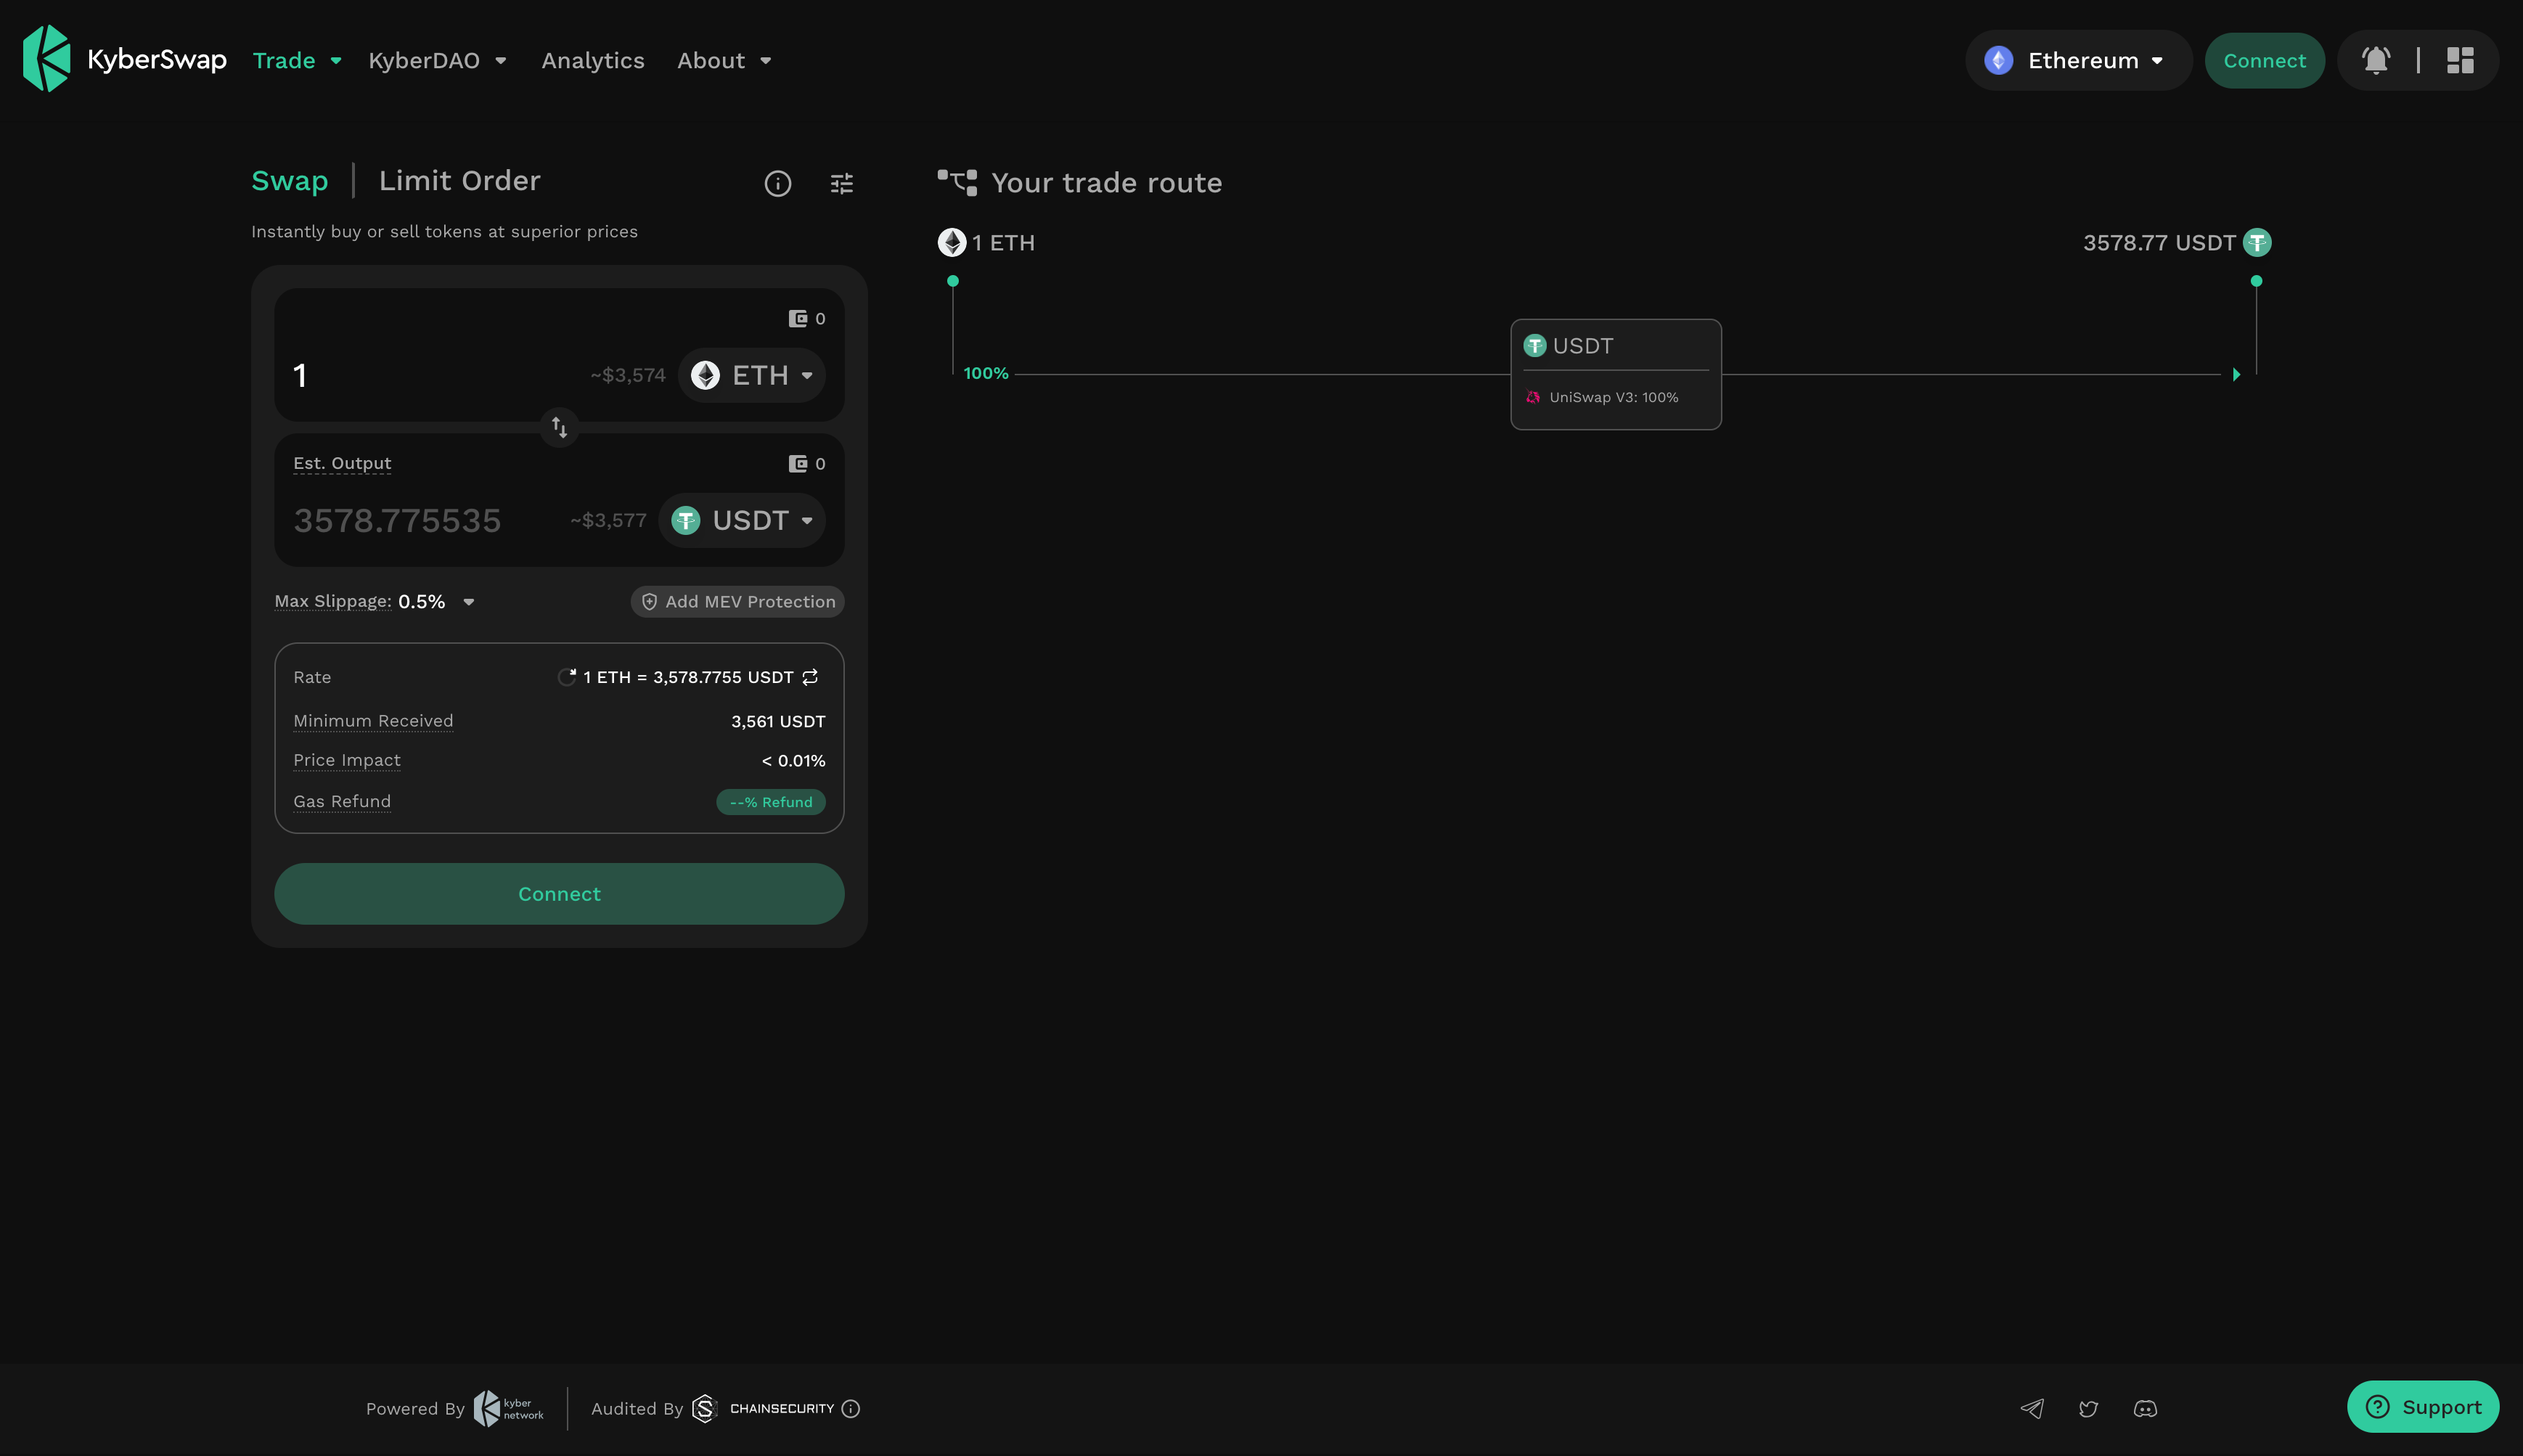 KyberSwap Trade KyberDAO Analytics About Ethereum Connect
Swap Limit Order
Instantly buy or sell tokens at superior prices
0
1 ~$3,574 ETH
Est. Output 0
3578.775535 ~$3,577 USDT
Max Slippage: 0.5% Add MEV Protection
Rate 1 ETH = 3,578.7755 USDT
Minimum Received 3,561 USDT
Price Impact < 0.01%
Gas Refund --% Refund
Connect
Your trade route
1 ETH 3578.77 USDT
100%
USDT
UniSwap V3: 100%
Powered By kyber network Audited By CHAINSECURITY
Support